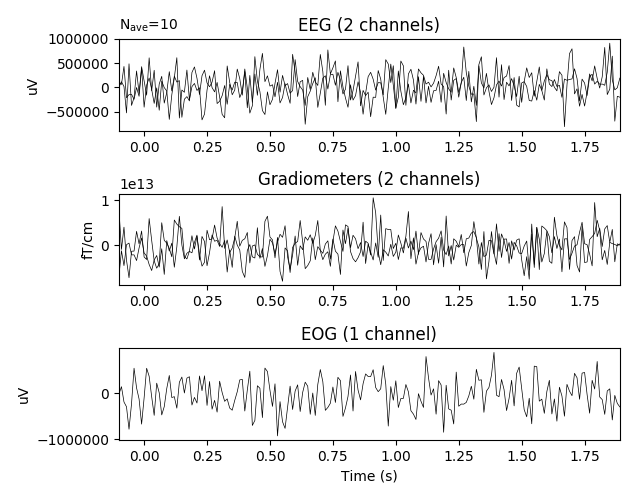 N_ave=10
EEG (2 channels)
1000000
500000
0
−500000
uV
0.00 0.25 0.50 0.75 1.00 1.25 1.50 1.75
1e13
Gradiometers (2 channels)
1
0
fT/cm
0.00 0.25 0.50 0.75 1.00 1.25 1.50 1.75
EOG (1 channel)
0
−1000000
uV
0.00 0.25 0.50 0.75 1.00 1.25 1.50 1.75
Time (s)